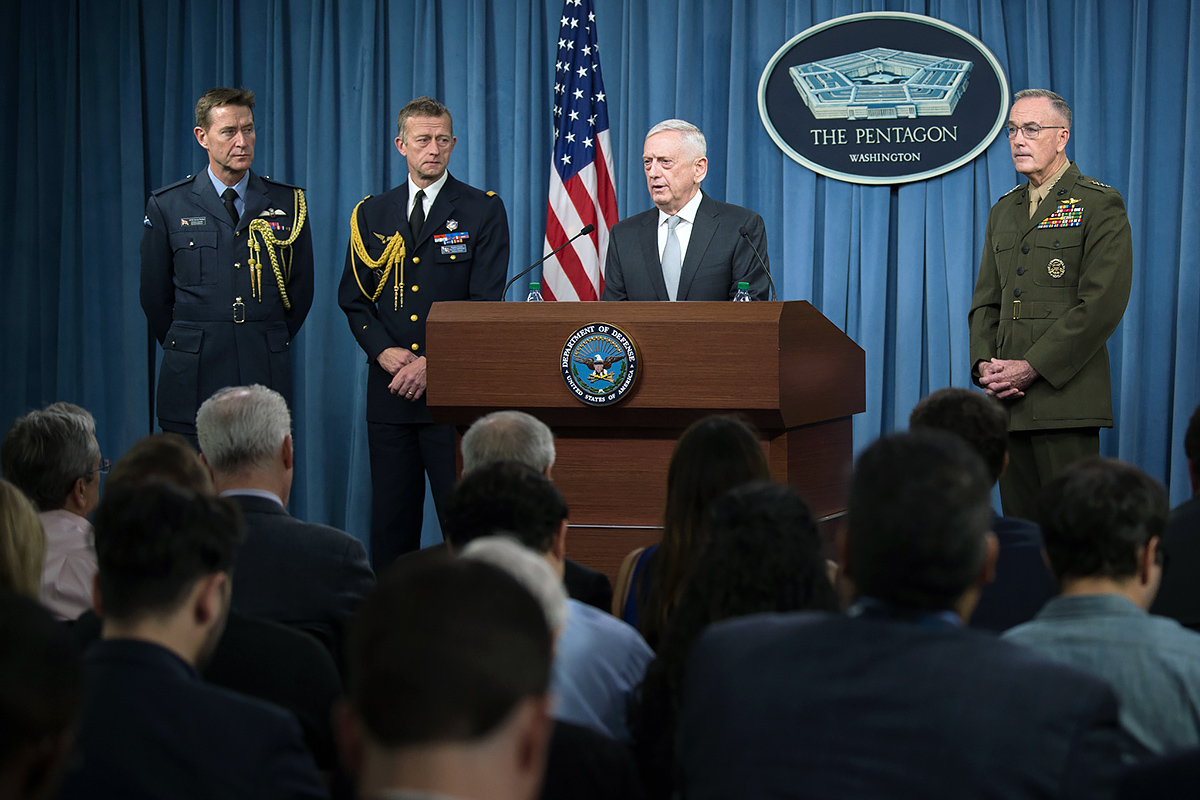 THE PENTAGON
WASHINGTON
DEPARTMENT OF DEFENSE
UNITED STATES OF AMERICA